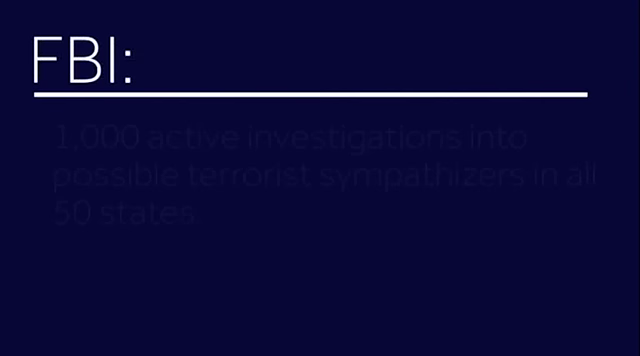 FBI:
1,000 active investigations into
possible terrorist sympathizers in all
50 states.